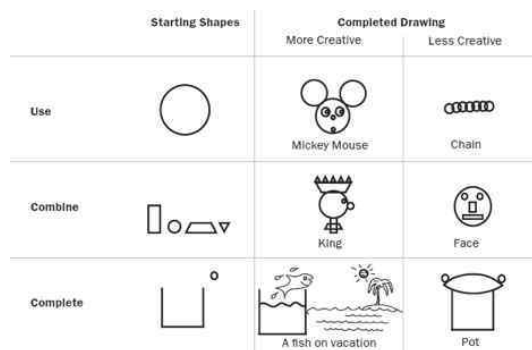 Starting Shapes
Completed Drawing
More Creative
Less Creative
Use
Mickey Mouse
Chain
Combine
King
Face
Complete
A fish on vacation
Pot